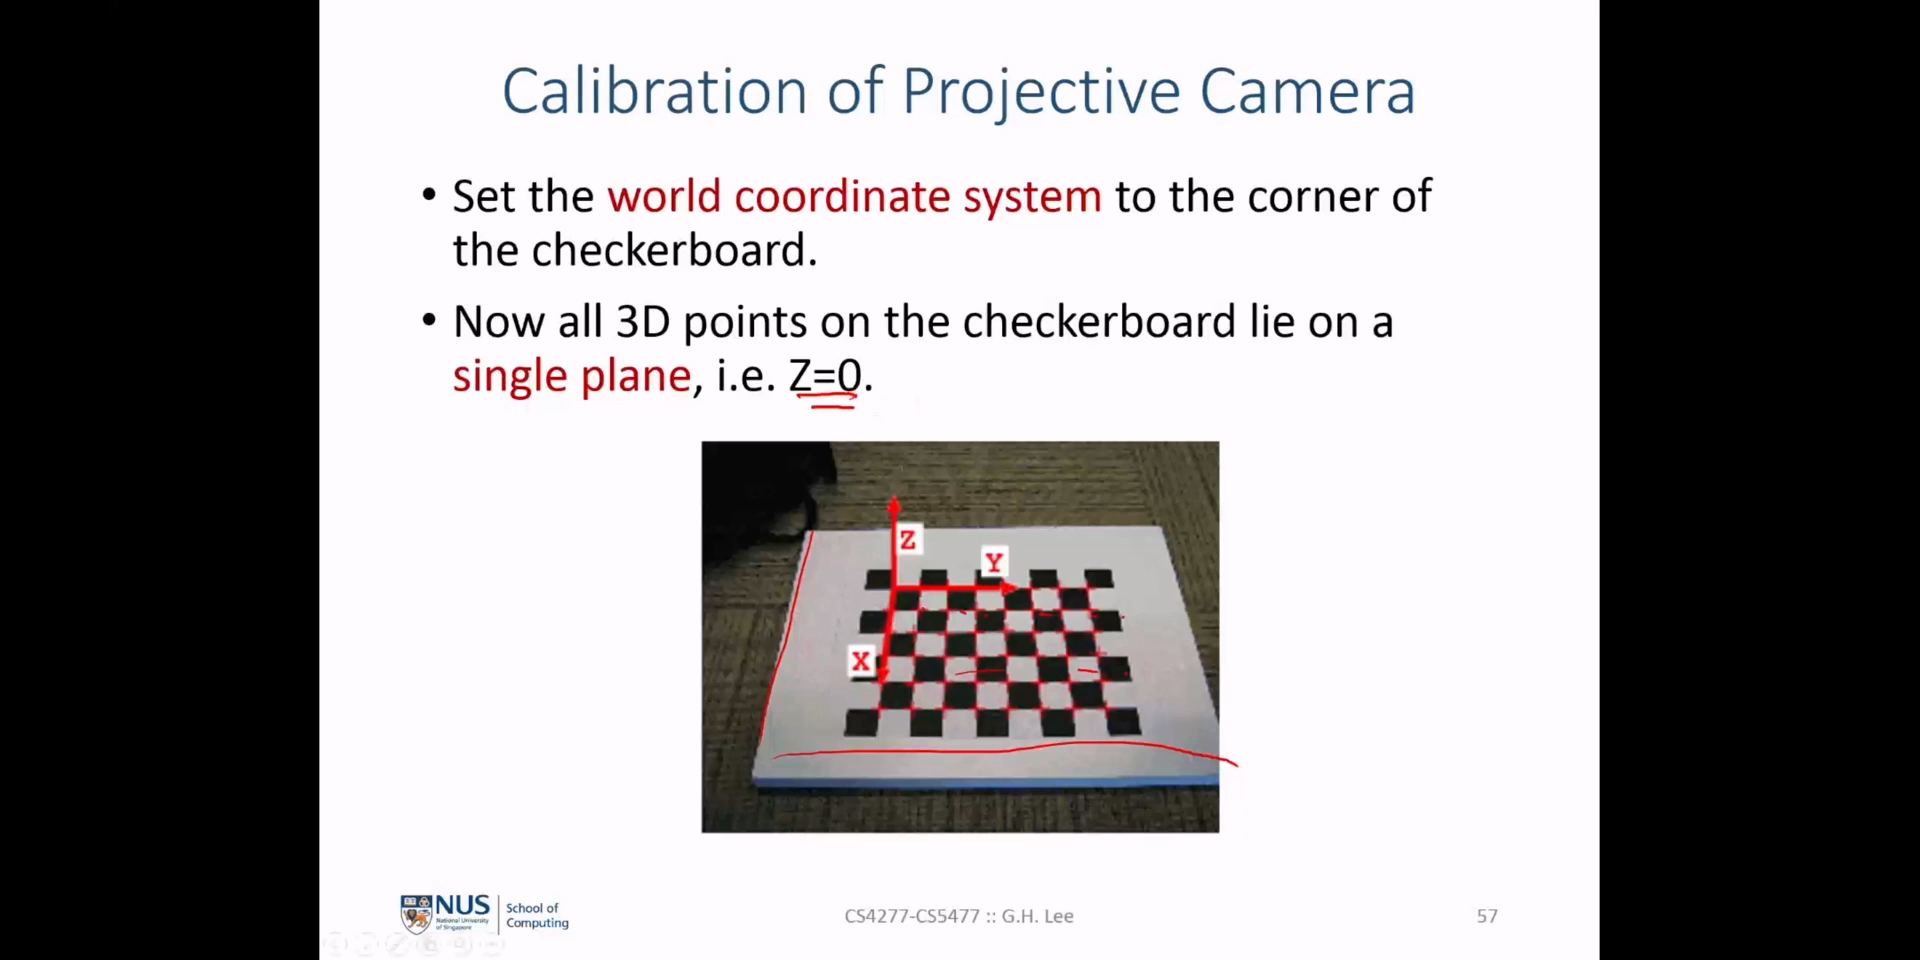 Calibration of Projective Camera
• Set the world coordinate system to the corner of
the checkerboard.
• Now all 3D points on the checkerboard lie on a
single plane, i.e. Z=0.
Z
Y
X
NUS
National University
of Singapore
School of
Computing
CS4277-CS5477 :: G.H. Lee
57